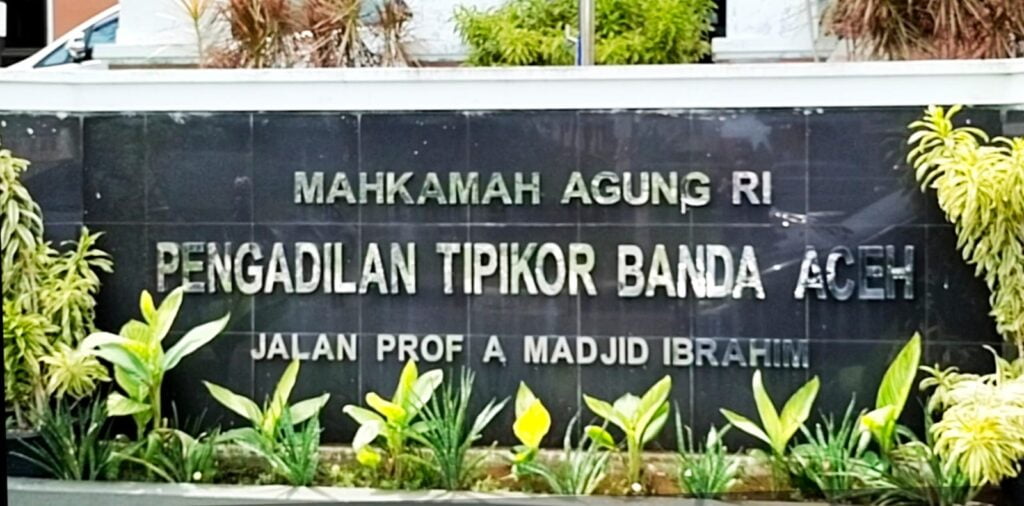 MAHKAMAH AGUNG RI
PENGADILAN TIPIKOR BANDA ACEH
JALAN PROF A MADJID IBRAHIM